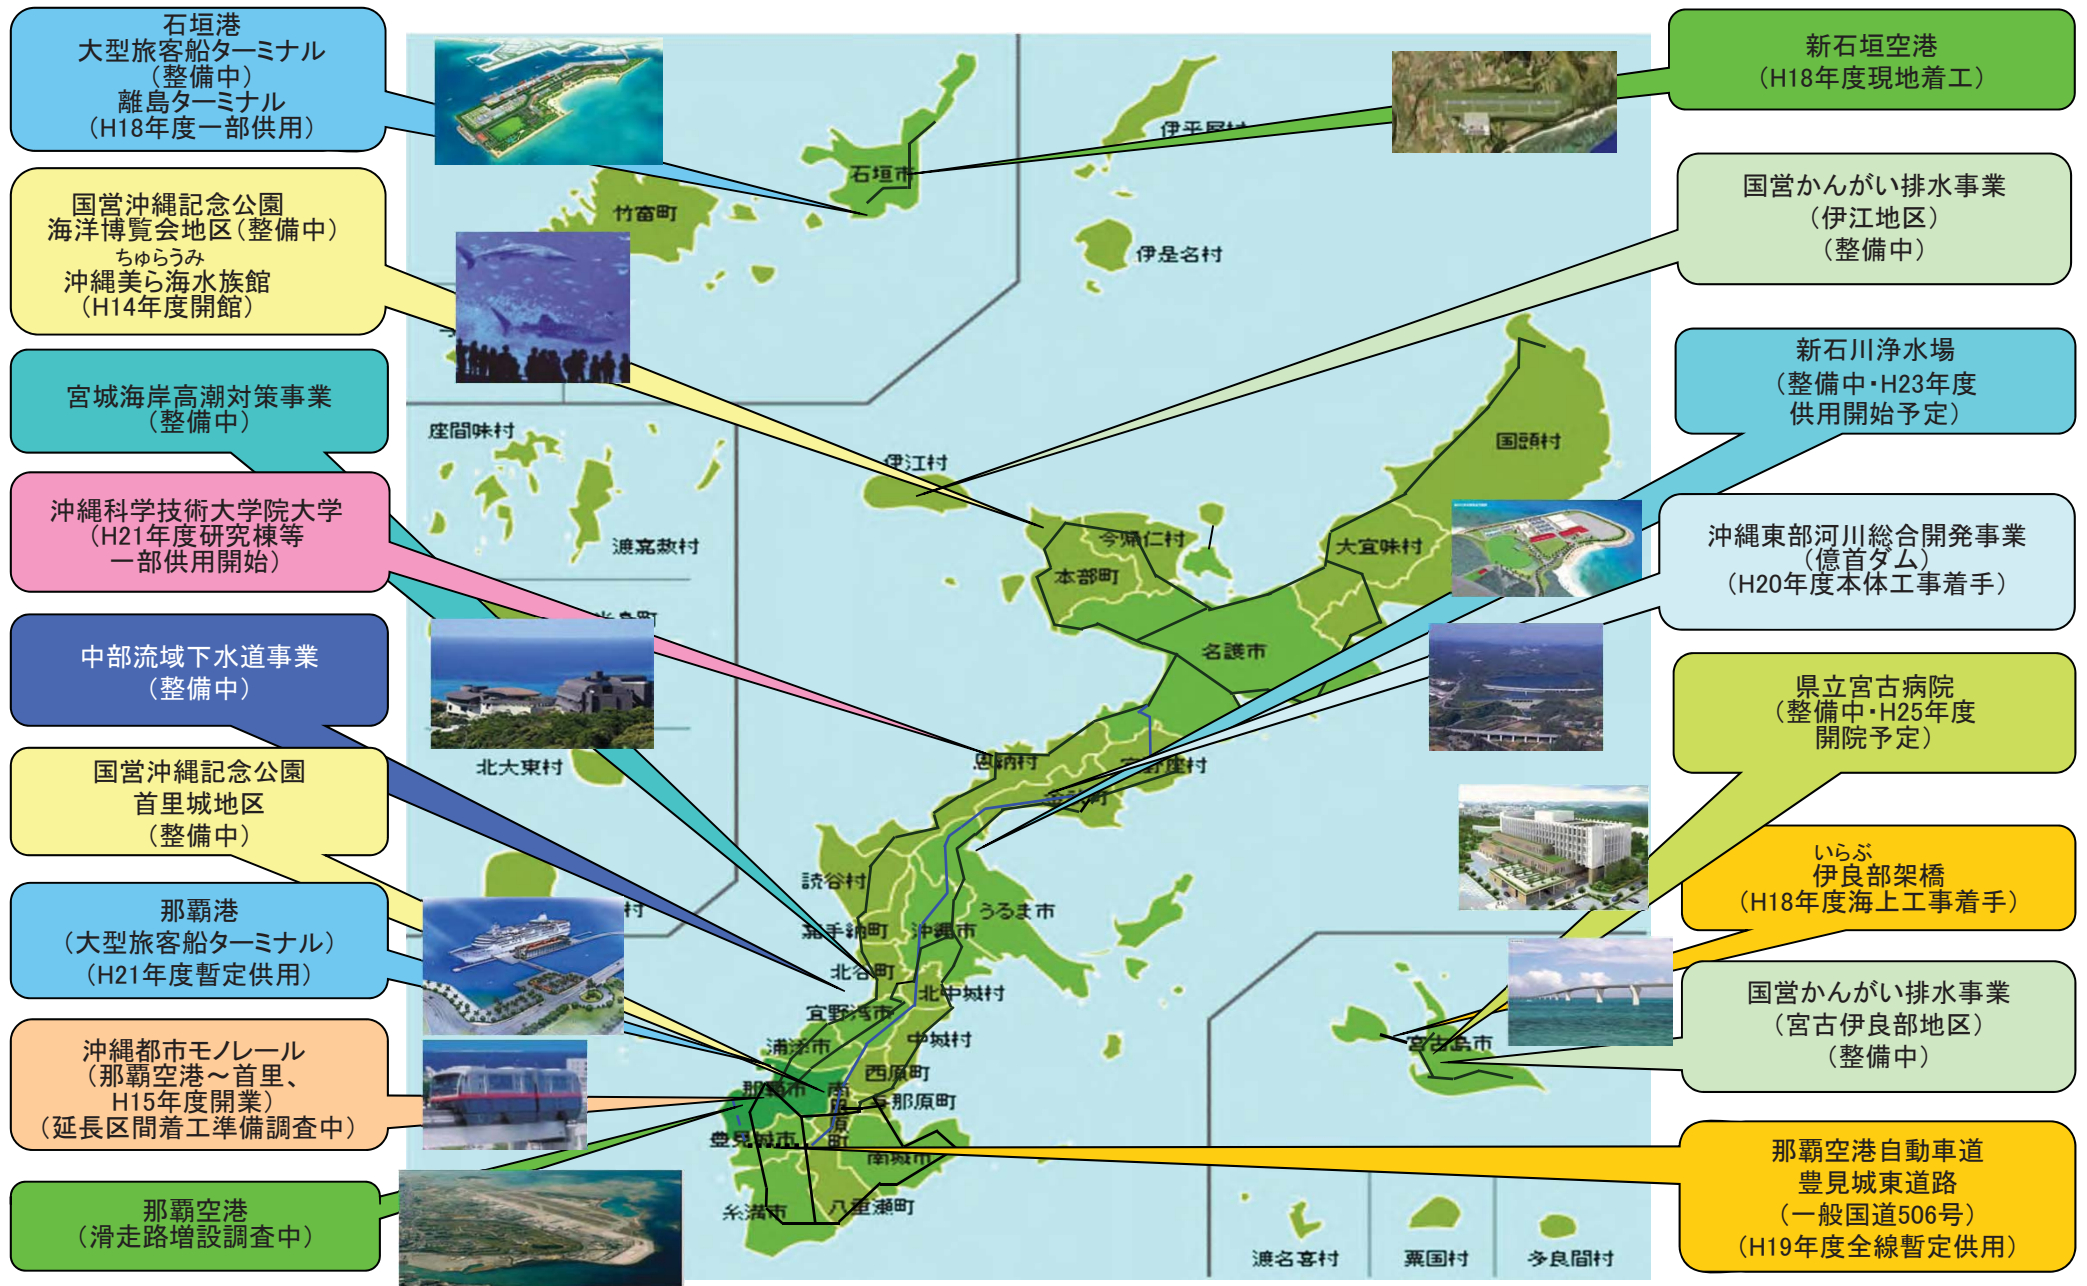 石垣港
大型旅客船ターミナル
（整備中）
離島ターミナル
（H18年度一部供用）
国営沖縄記念公園
海洋博覧会地区（整備中）
ちゅらうみ
沖縄美ら海水族館
（H14年度開館）
宮城海岸高潮対策事業
（整備中）
沖縄科学技術大学院大学
（H21年度研究棟等
一部供用開始）
中部流域下水道事業
（整備中）
国営沖縄記念公園
首里城地区
（整備中）
那覇港
（大型旅客船ターミナル）
（H21年度暫定供用）
沖縄都市モノレール
（那覇空港～首里、
H15年度開業）
（延長区間着工準備調査中）
那覇空港
（滑走路増設調査中）
新石垣空港
（H18年度現地着工）
国営かんがい排水事業
（伊江地区）
（整備中）
新石川浄水場
（整備中・H23年度
供用開始予定）
沖縄東部河川総合開発事業
（億首ダム）
（H20年度本体工事着手）
県立宮古病院
（整備中・H25年度
開院予定）
いらぶ
伊良部架橋
（H18年度海上工事着手）
国営かんがい排水事業
（宮古伊良部地区）
（整備中）
那覇空港自動車道
豊見城東道路
（一般国道506号）
（H19年度全線暫定供用）
石垣市
竹富町
伊平屋村
伊是名村
座間味村
渡嘉敷村
北大東村
伊江村
今帰仁村
本部町
大宜味村
国頭村
名護市
恩納村
宜野座村
金武町
読谷村
うるま市
嘉手納町
沖縄市
北谷町
北中城村
宜野湾市
中城村
浦添市
西原町
那覇市
与那原町
南風原町
豊見城市
南城市
糸満市
八重瀬町
宮古島市
渡名喜村
粟国村
多良間村